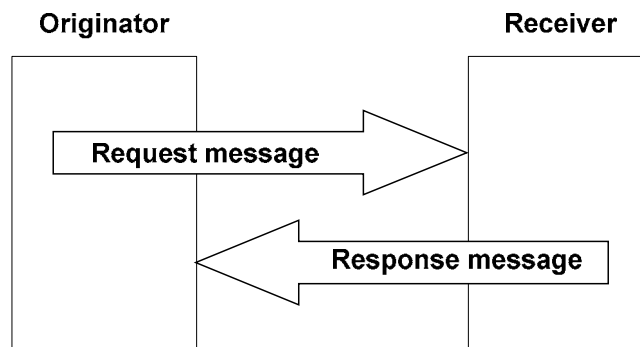 Originator
Receiver
Request message
Response message